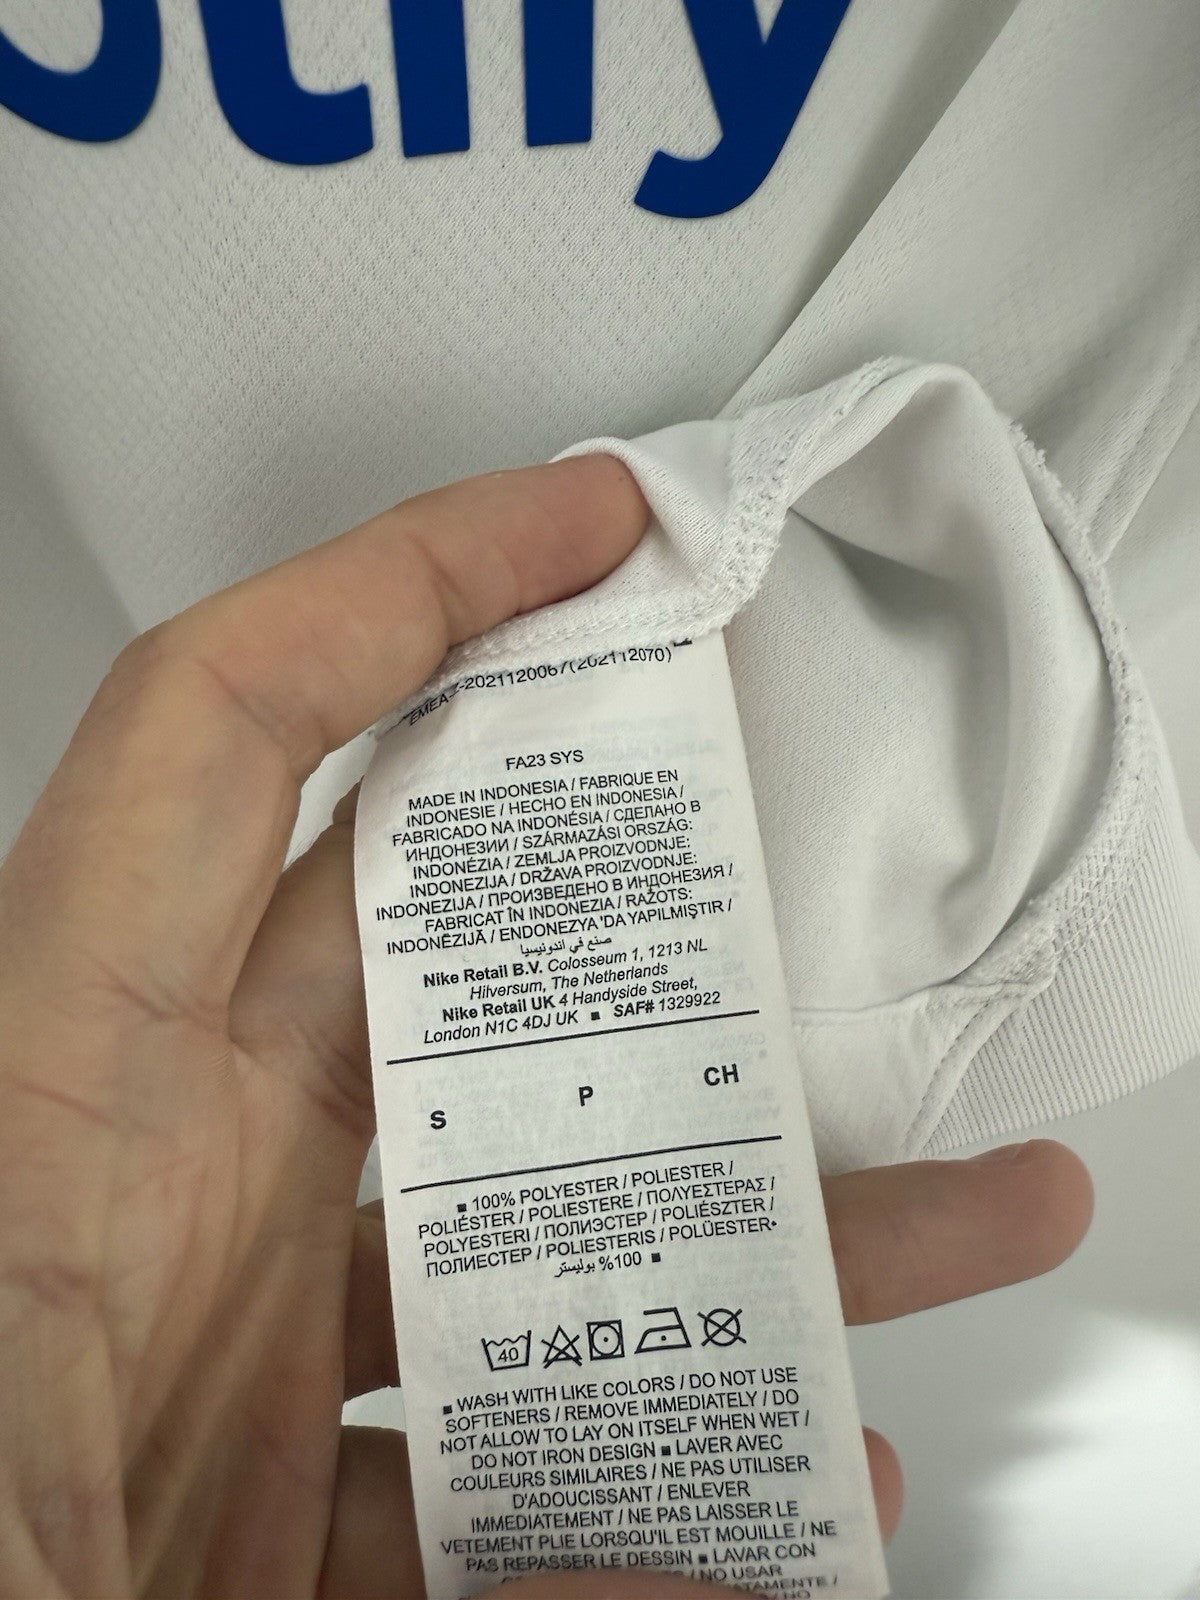 otify
EMEA-Z-2021120067(202112070)
FA23 SYS
MADE IN INDONESIA / FABRIQUE EN
INDONESIE / HECHO EN INDONESIA /
FABRICADO NA INDONÉSIA / СДЕЛАНО В
ИНДОНЕЗИИ / SZÁRMAZÁSI ORSZÁG:
INDONÉZIA / ZEMLJA PROIZVODNJE:
INDONEZIJA / DRŽAVA PROIZVODNJE:
INDONEZIJA / ПРОИЗВЕДЕНО В ИНДОНЕЗИЯ /
FABRICAT ÎN INDONEZIA / RAŽOTS:
INDONĒZIJĀ / ENDONEZYA 'DA YAPILMIŞTIR /
صنع في اندونيسيا
Nike Retail B.V. Colosseum 1, 1213 NL
Hilversum, The Netherlands
Nike Retail UK 4 Handyside Street,
London N1C 4DJ UK ■ SAF# 1329922
S P CH
■ 100% POLYESTER / POLIESTER /
POLIÉSTER / POLIESTERE / ΠΟΛΥΕΣΤΕΡΑΣ /
POLYESTERI / ПОЛИЭСТЕР / POLIÉSZTER /
ПОЛИЕСТЕР / POLIESTERIS / POLÜESTER•
100% بوليستر ■
40
■ WASH WITH LIKE COLORS / DO NOT USE
SOFTENERS / REMOVE IMMEDIATELY / DO
NOT ALLOW TO LAY ON ITSELF WHEN WET /
DO NOT IRON DESIGN ■ LAVER AVEC
COULEURS SIMILAIRES / NE PAS UTILISER
D'ADOUCISSANT / ENLEVER
IMMEDIATEMENT / NE PAS LAISSER LE
VETEMENT PLIE LORSQU'IL EST MOUILLE / NE
PAS REPASSER LE DESSIN ■ LAVAR CON
/ NO USAR
/ NO